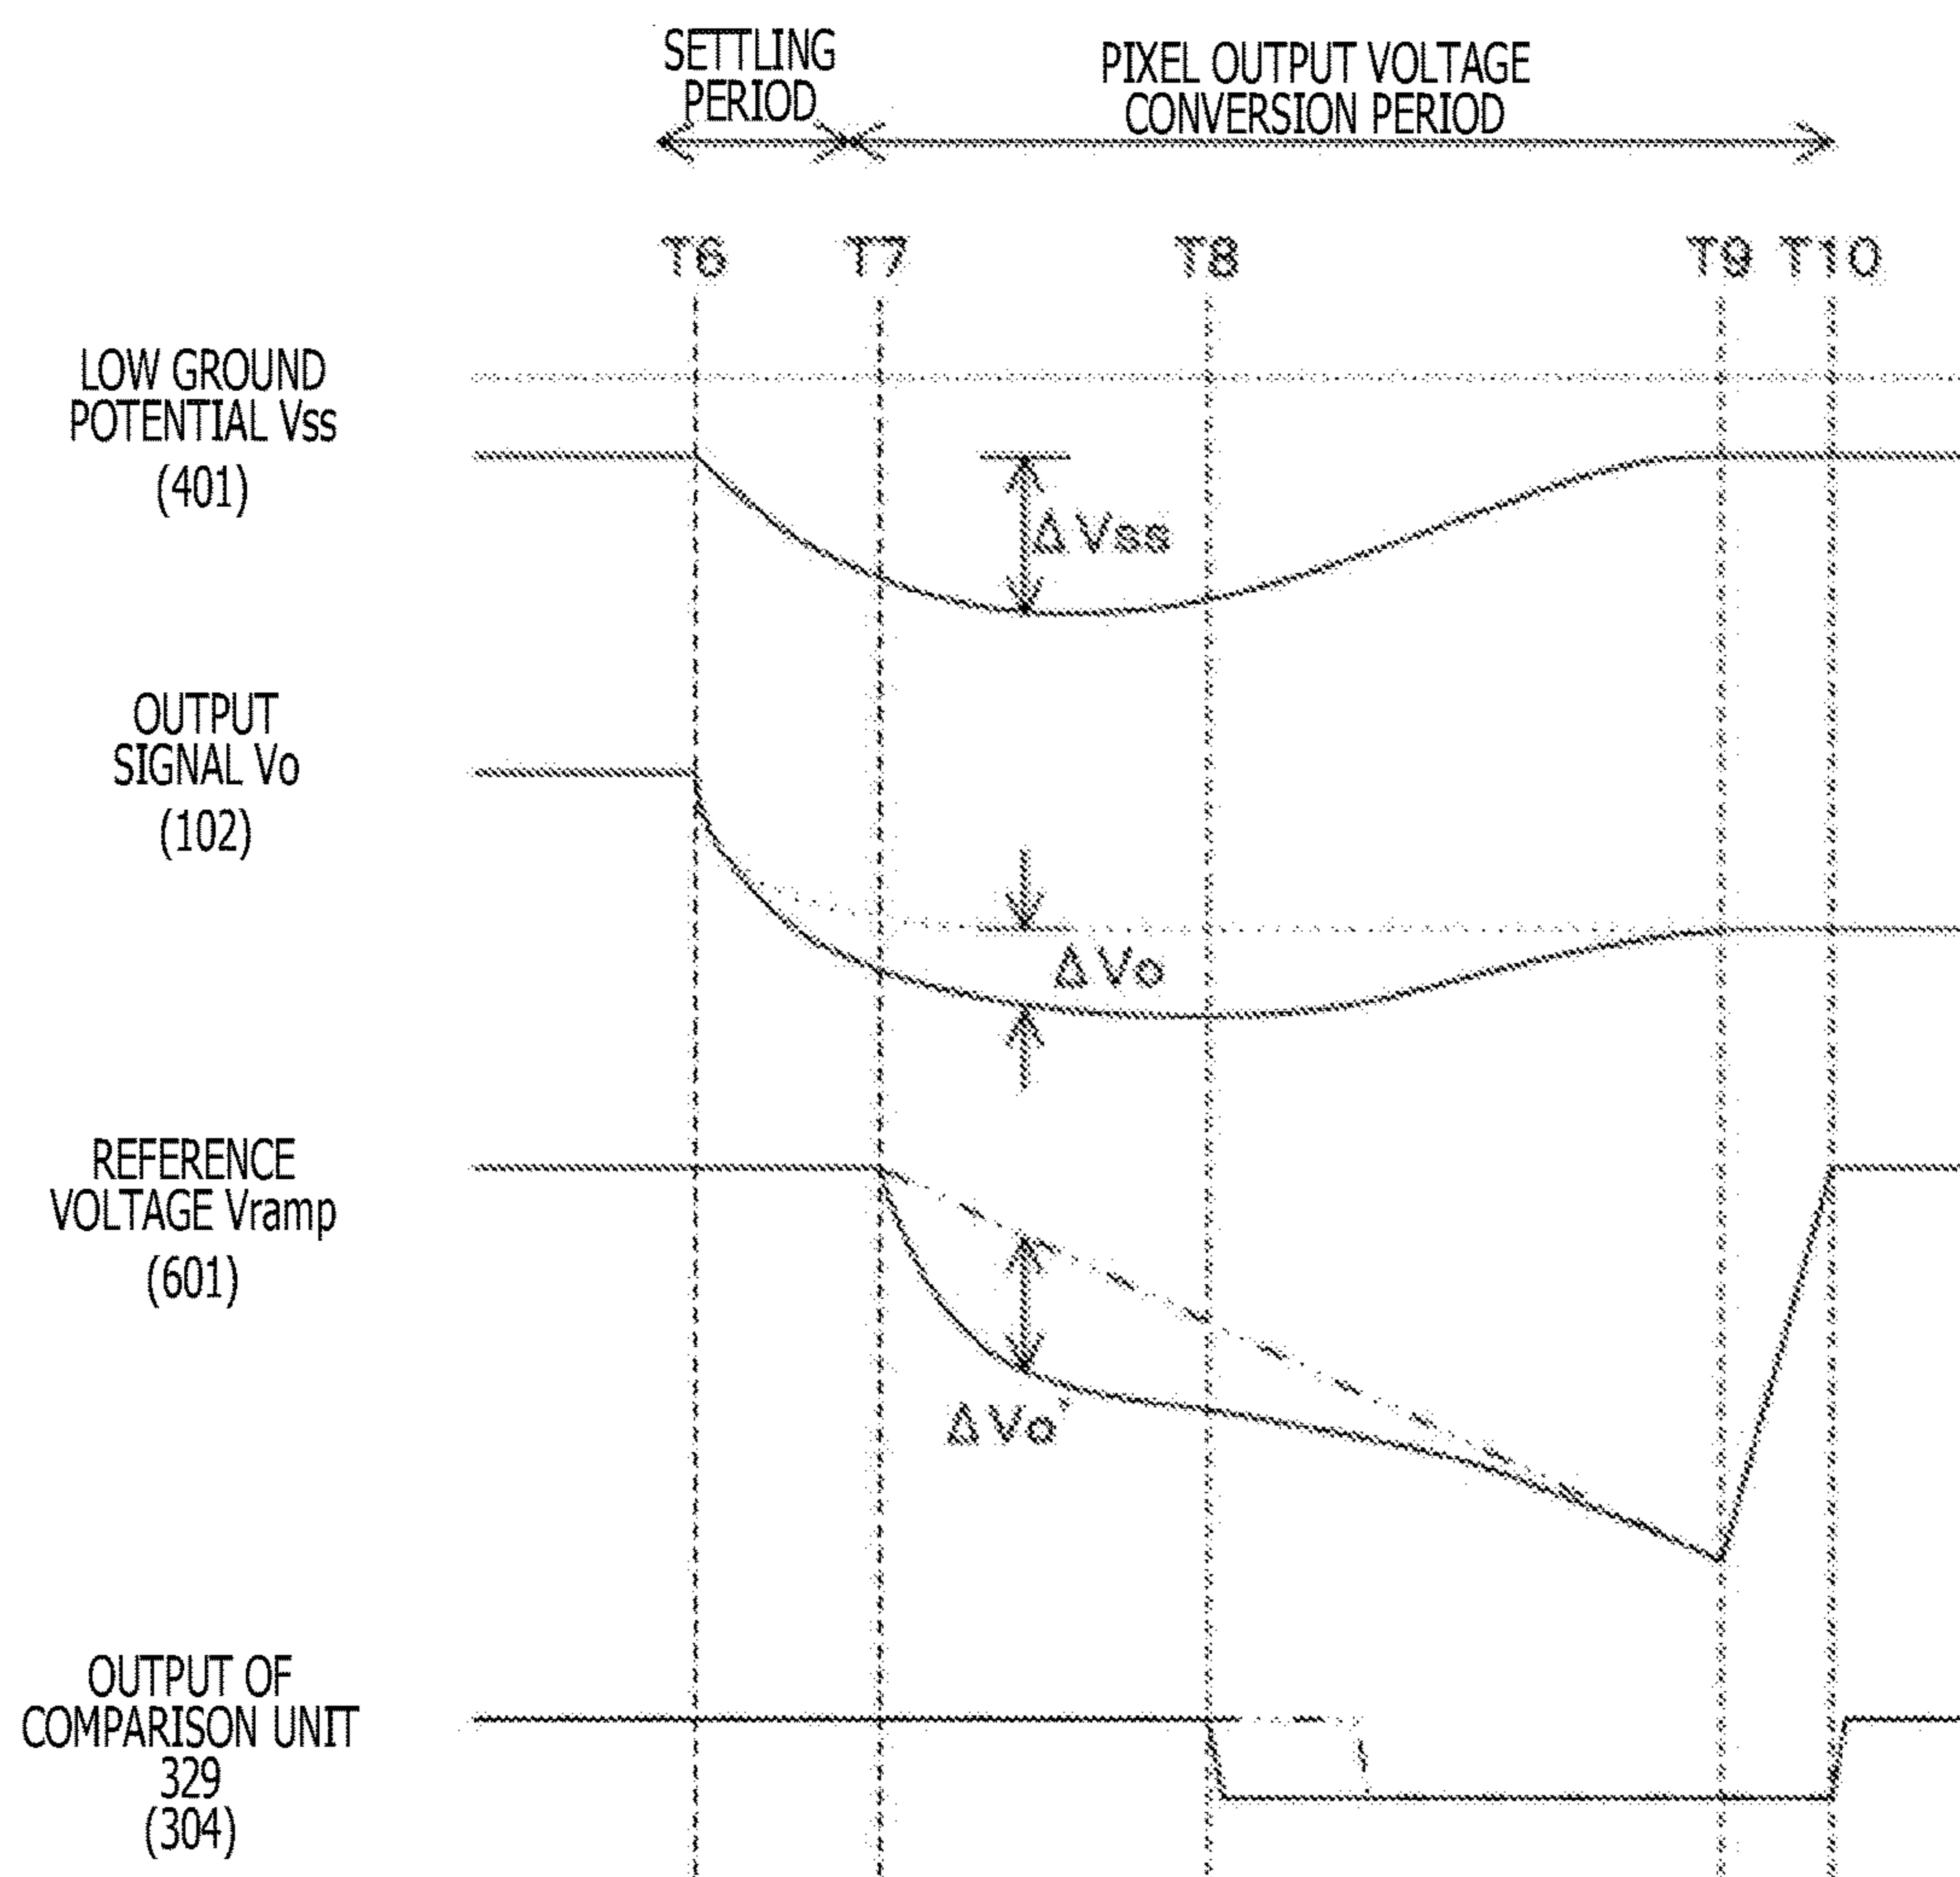 SETTLING
PERIOD
PIXEL OUTPUT VOLTAGE
CONVERSION PERIOD
T6
T7
T8
T9
T10
LOW GROUND
POTENTIAL Vss
(401)
ΔVss
OUTPUT
SIGNAL Vo
(102)
ΔVo
REFERENCE
VOLTAGE Vramp
(601)
ΔVo'
OUTPUT OF
COMPARISON UNIT
329
(304)